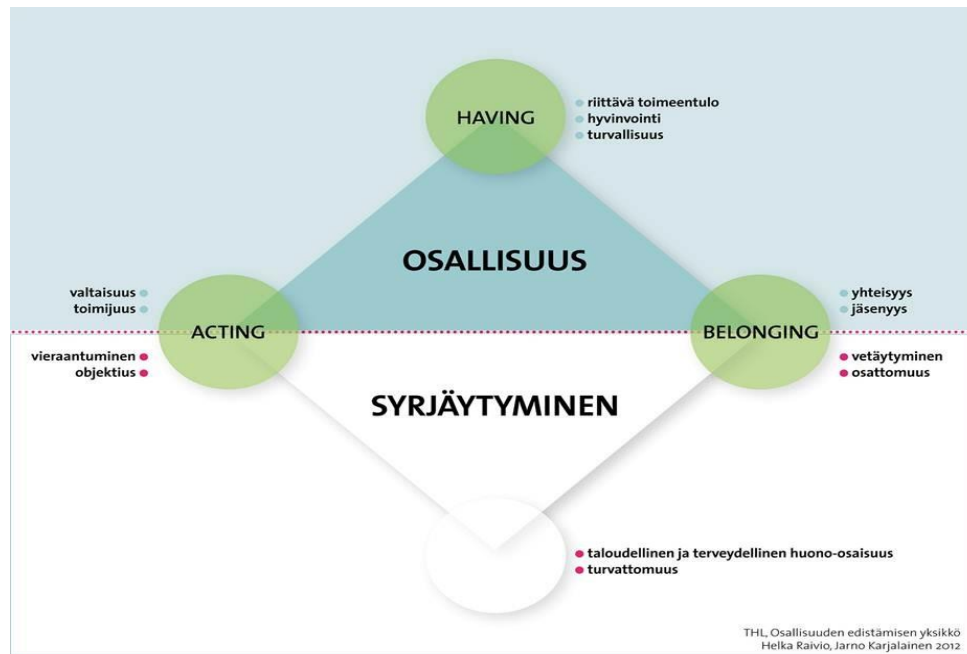 HAVING
riittävä toimeentulo
hyvinvointi
turvallisuus
OSALLISUUS
valtaisuus
toimijuus
ACTING
vieraantuminen
objektius
BELONGING
yhteisyys
jäsenyys
vetäytyminen
osattomuus
SYRJÄYTYMINEN
taloudellinen ja terveydellinen huono-osaisuus
turvattomuus
THL, Osallisuuden edistämisen yksikkö
Helka Raivio, Jarno Karjalainen 2012